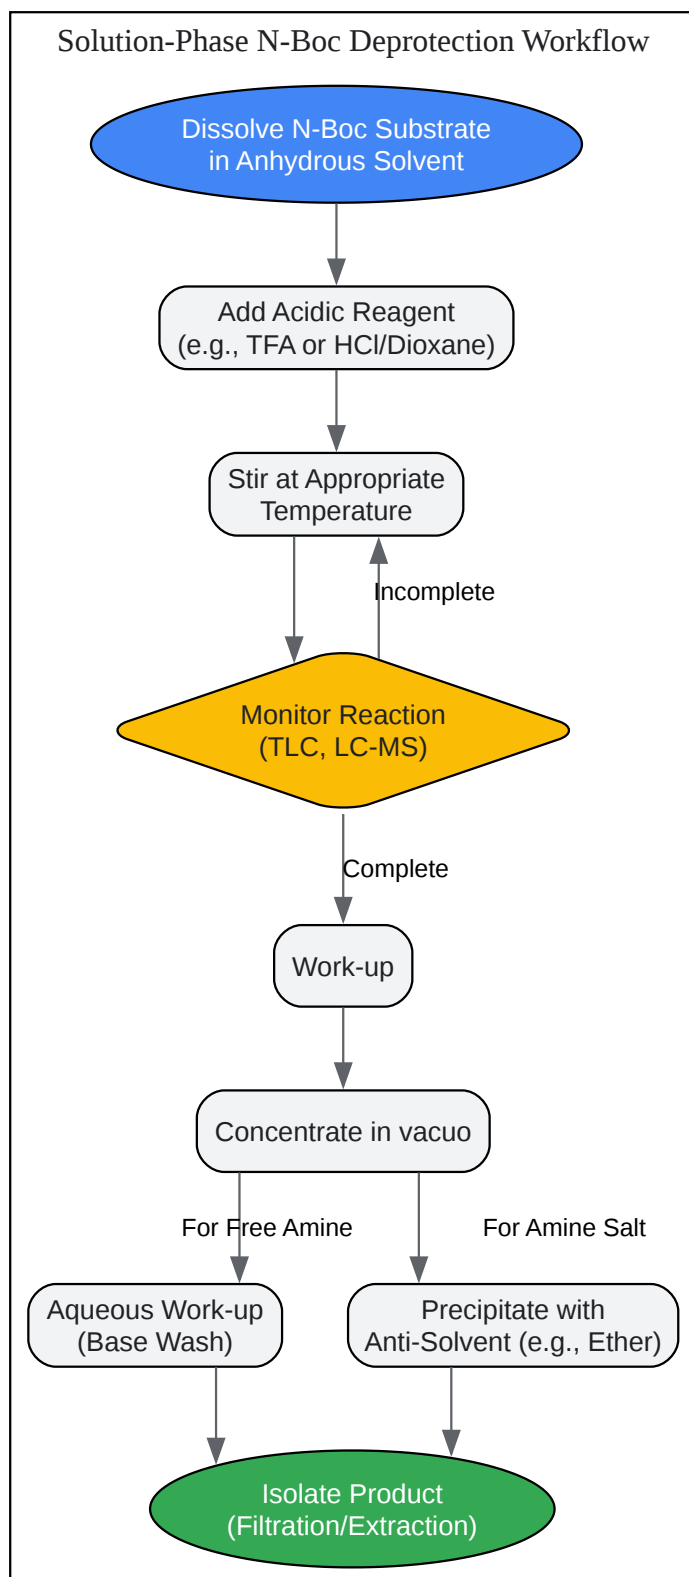 Solution-Phase N-Boc Deprotection Workflow
Dissolve N-Boc Substrate
in Anhydrous Solvent
Add Acidic Reagent
(e.g., TFA or HCl/Dioxane)
Stir at Appropriate
Temperature
Incomplete
Monitor Reaction
(TLC, LC-MS)
Complete
Work-up
Concentrate in vacuo
For Free Amine
For Amine Salt
Aqueous Work-up
(Base Wash)
Precipitate with
Anti-Solvent (e.g., Ether)
Isolate Product
(Filtration/Extraction)